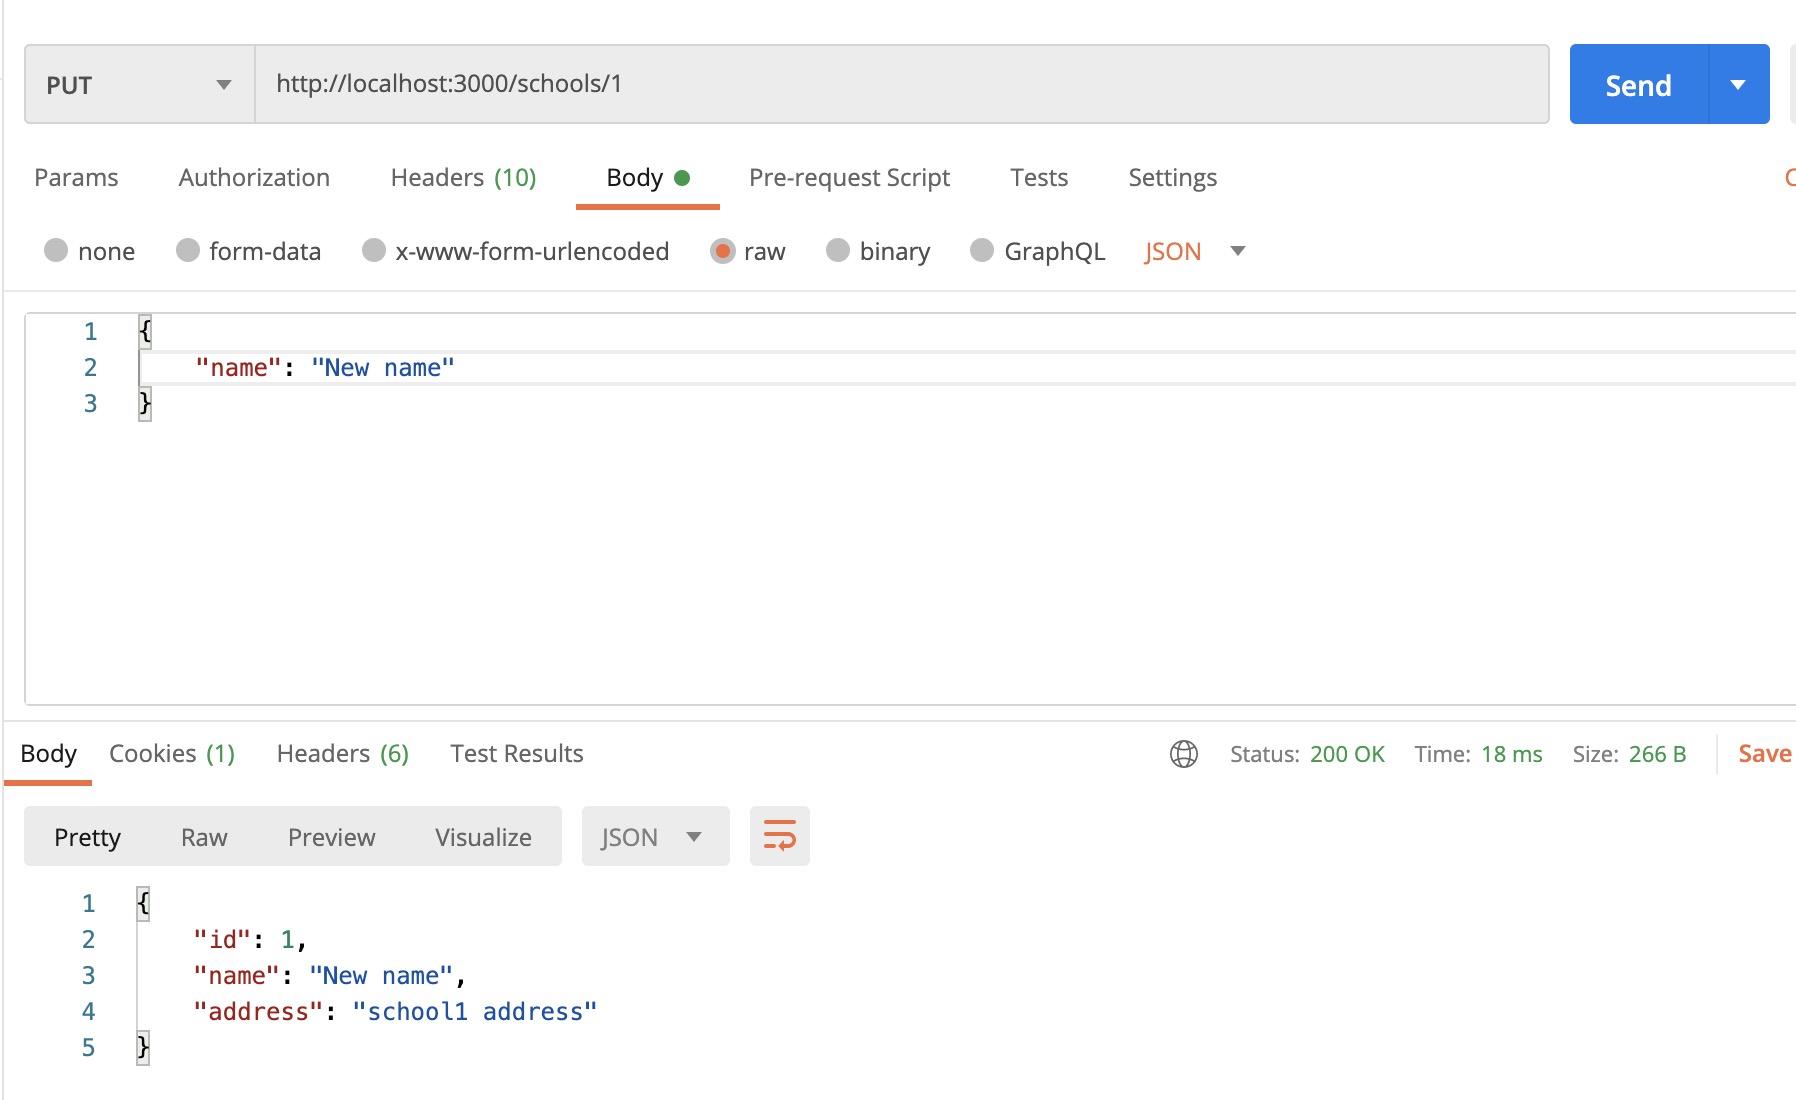 PUT http://localhost:3000/schools/1 Send
Params Authorization Headers (10) Body Pre-request Script Tests Settings C
none form-data x-www-form-urlencoded raw binary GraphQL JSON
1 {
2 "name": "New name"
3 }
Body Cookies (1) Headers (6) Test Results Status: 200 OK Time: 18 ms Size: 266 B Save
Pretty Raw Preview Visualize JSON
1 {
2 "id": 1,
3 "name": "New name",
4 "address": "school1 address"
5 }